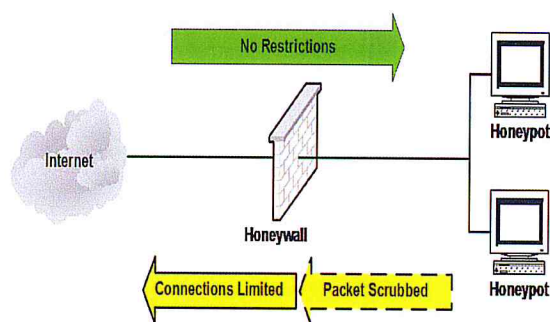 No Restrictions
Honeypot
Internet
Honeywall
Honeypot
Connections Limited
Packet Scrubbed